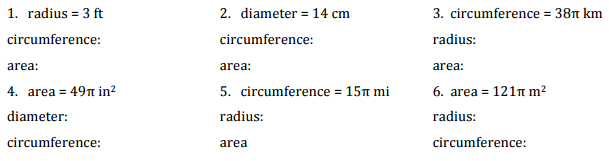 1. radius = 3 ft
circumference:
area:
2. diameter = 14 cm
circumference:
area:
3. circumference = 38π km
radius:
area:
4. area = 49π in²
diameter:
circumference:
5. circumference = 15π mi
radius:
area
6. area = 121π m²
radius:
circumference: